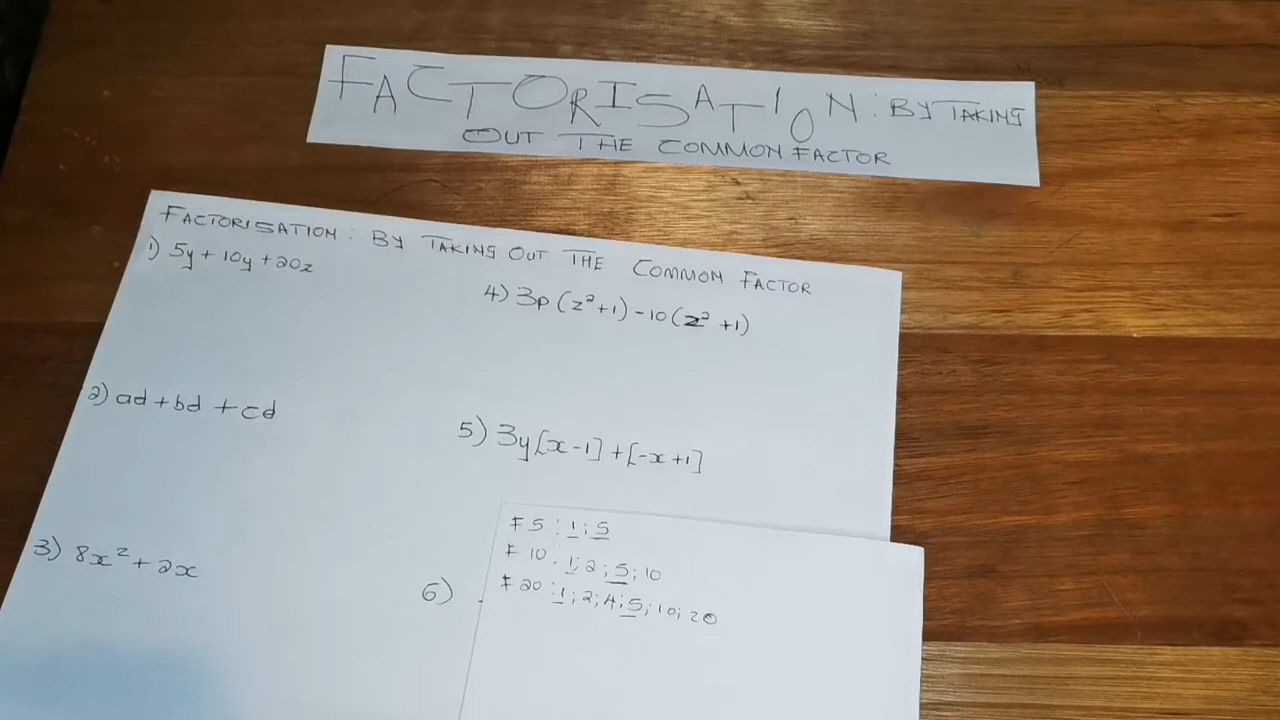 FACTORISATION: BY TAKING
OUT THE COMMON FACTOR
FACTORISATION: BY TAKING OUT THE COMMON FACTOR
1) 5y + 10y + 20z
2) ad + bd + cd
3) 8x² + 2x
4) 3p(z²+1) - 10(z² +1)
5) 3y[x-1] + [-x+1]
6)
F5 : 1; 5
F10 : 1; 2; 5; 10
F20 : 1; 2; 4; 5; 10; 20